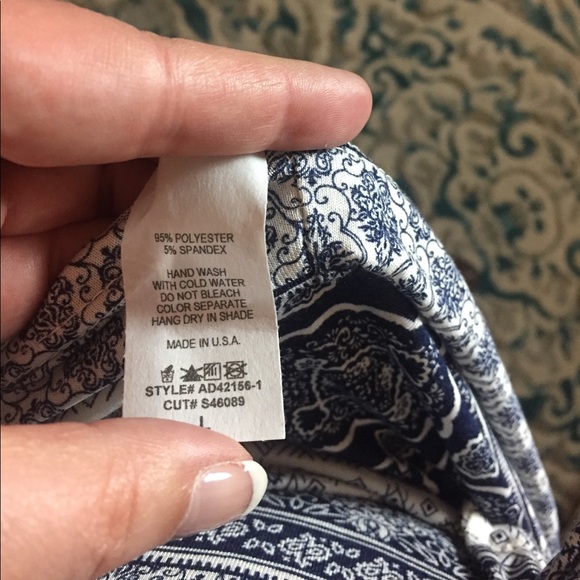 95% POLYESTER
5% SPANDEX
HAND WASH
WITH COLD WATER
DO NOT BLEACH
COLOR SEPARATE
HANG DRY IN SHADE
MADE IN U.S.A.
STYLE# AD42156-1
CUT# S46089
L